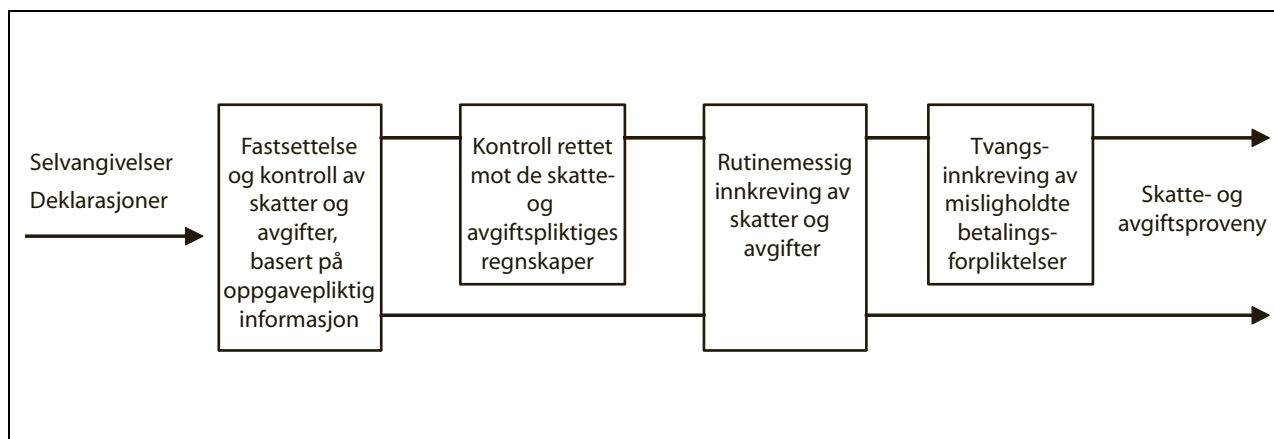 Selvangivelser
Deklarasjoner
Fastsettelse
og kontroll av
skatter og
avgifter,
basert på
oppgavepliktig
informasjon
Kontroll rettet
mot de skatte-
og
avgiftspliktiges
regnskaper
Rutinemessig
innkreving av
skatter og
avgifter
Tvangs-
innkreving av
misligholdte
betalings-
forpliktelser
Skatte- og
avgiftsproveny